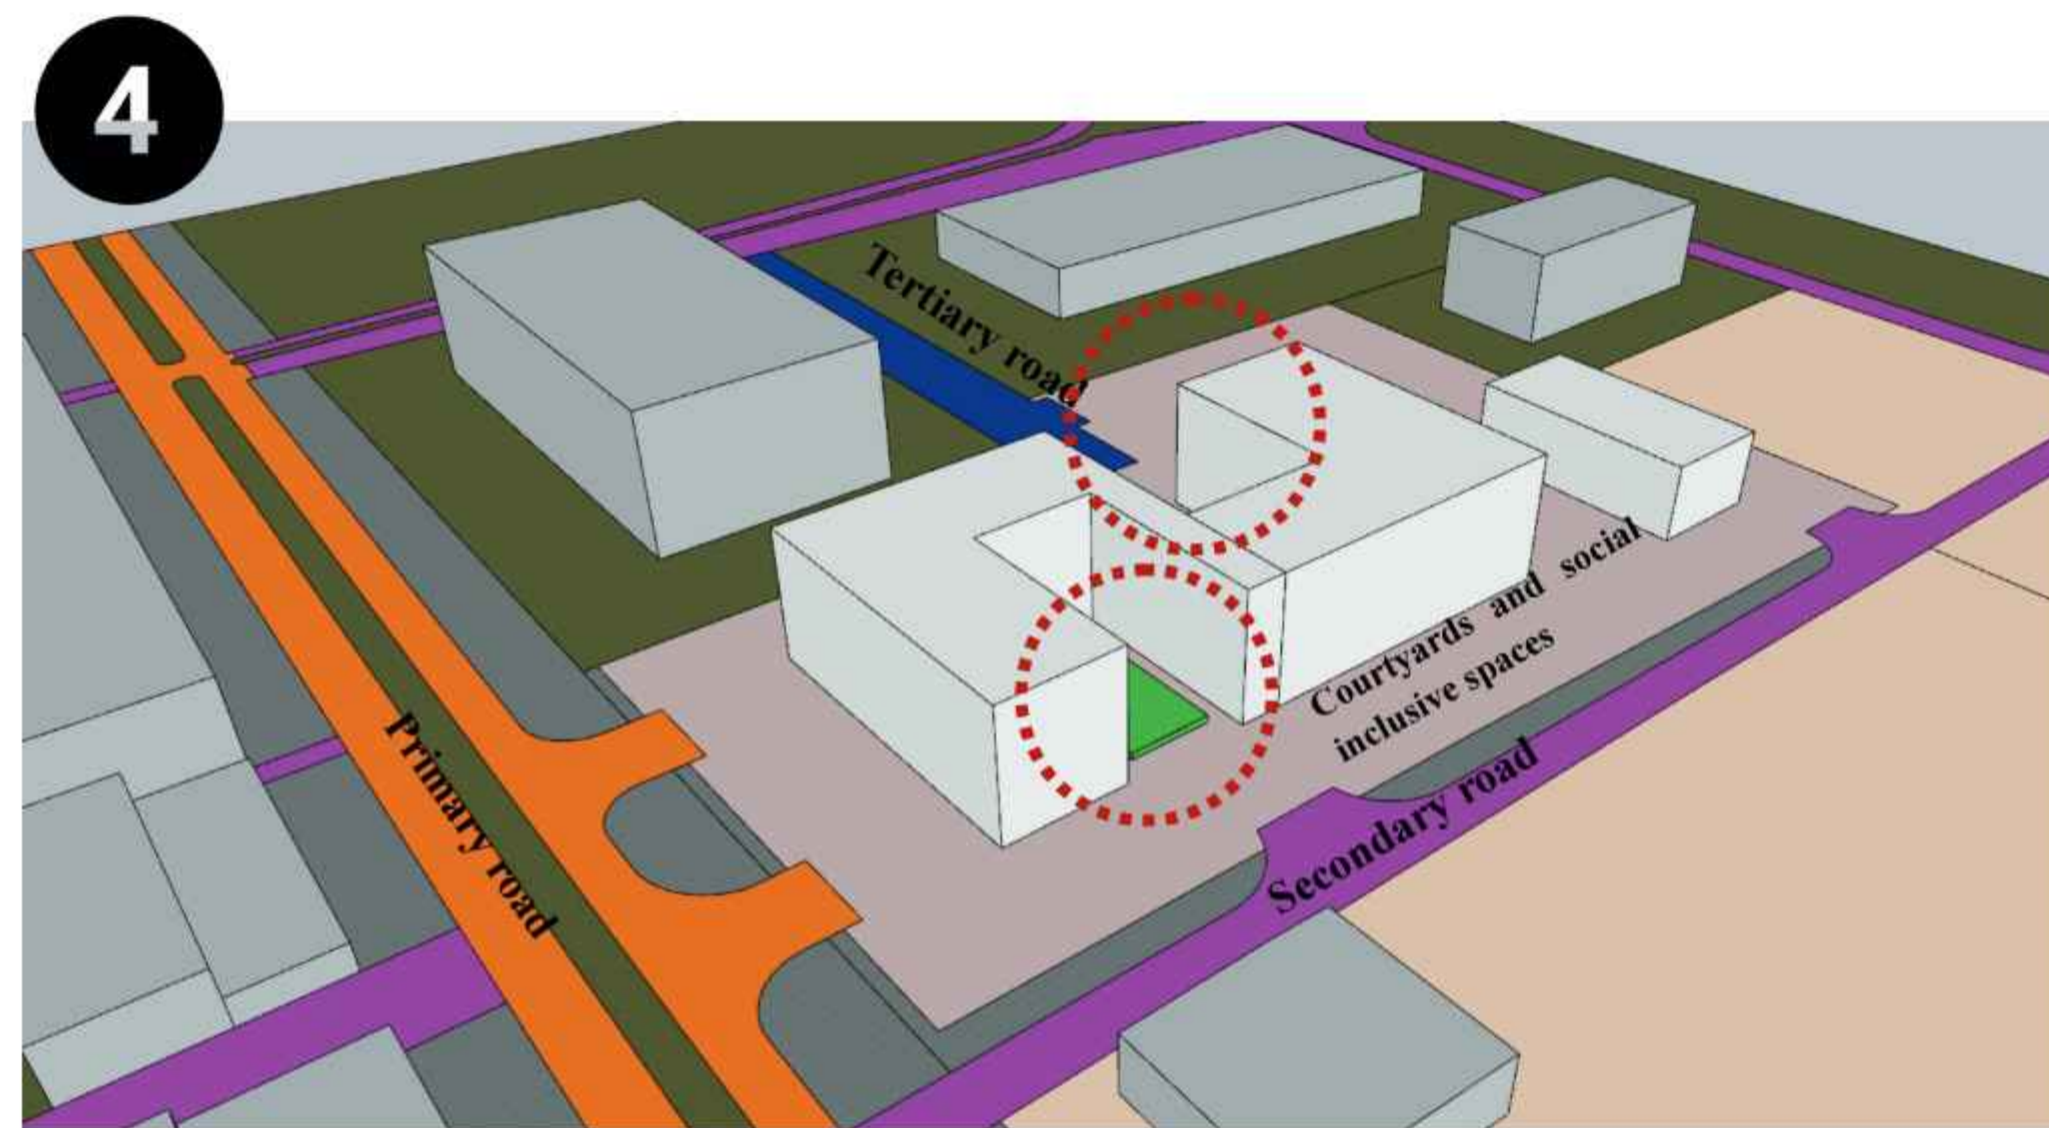 4
Tertiary road
Courtyards and social
inclusive spaces
Primary road
Secondary road